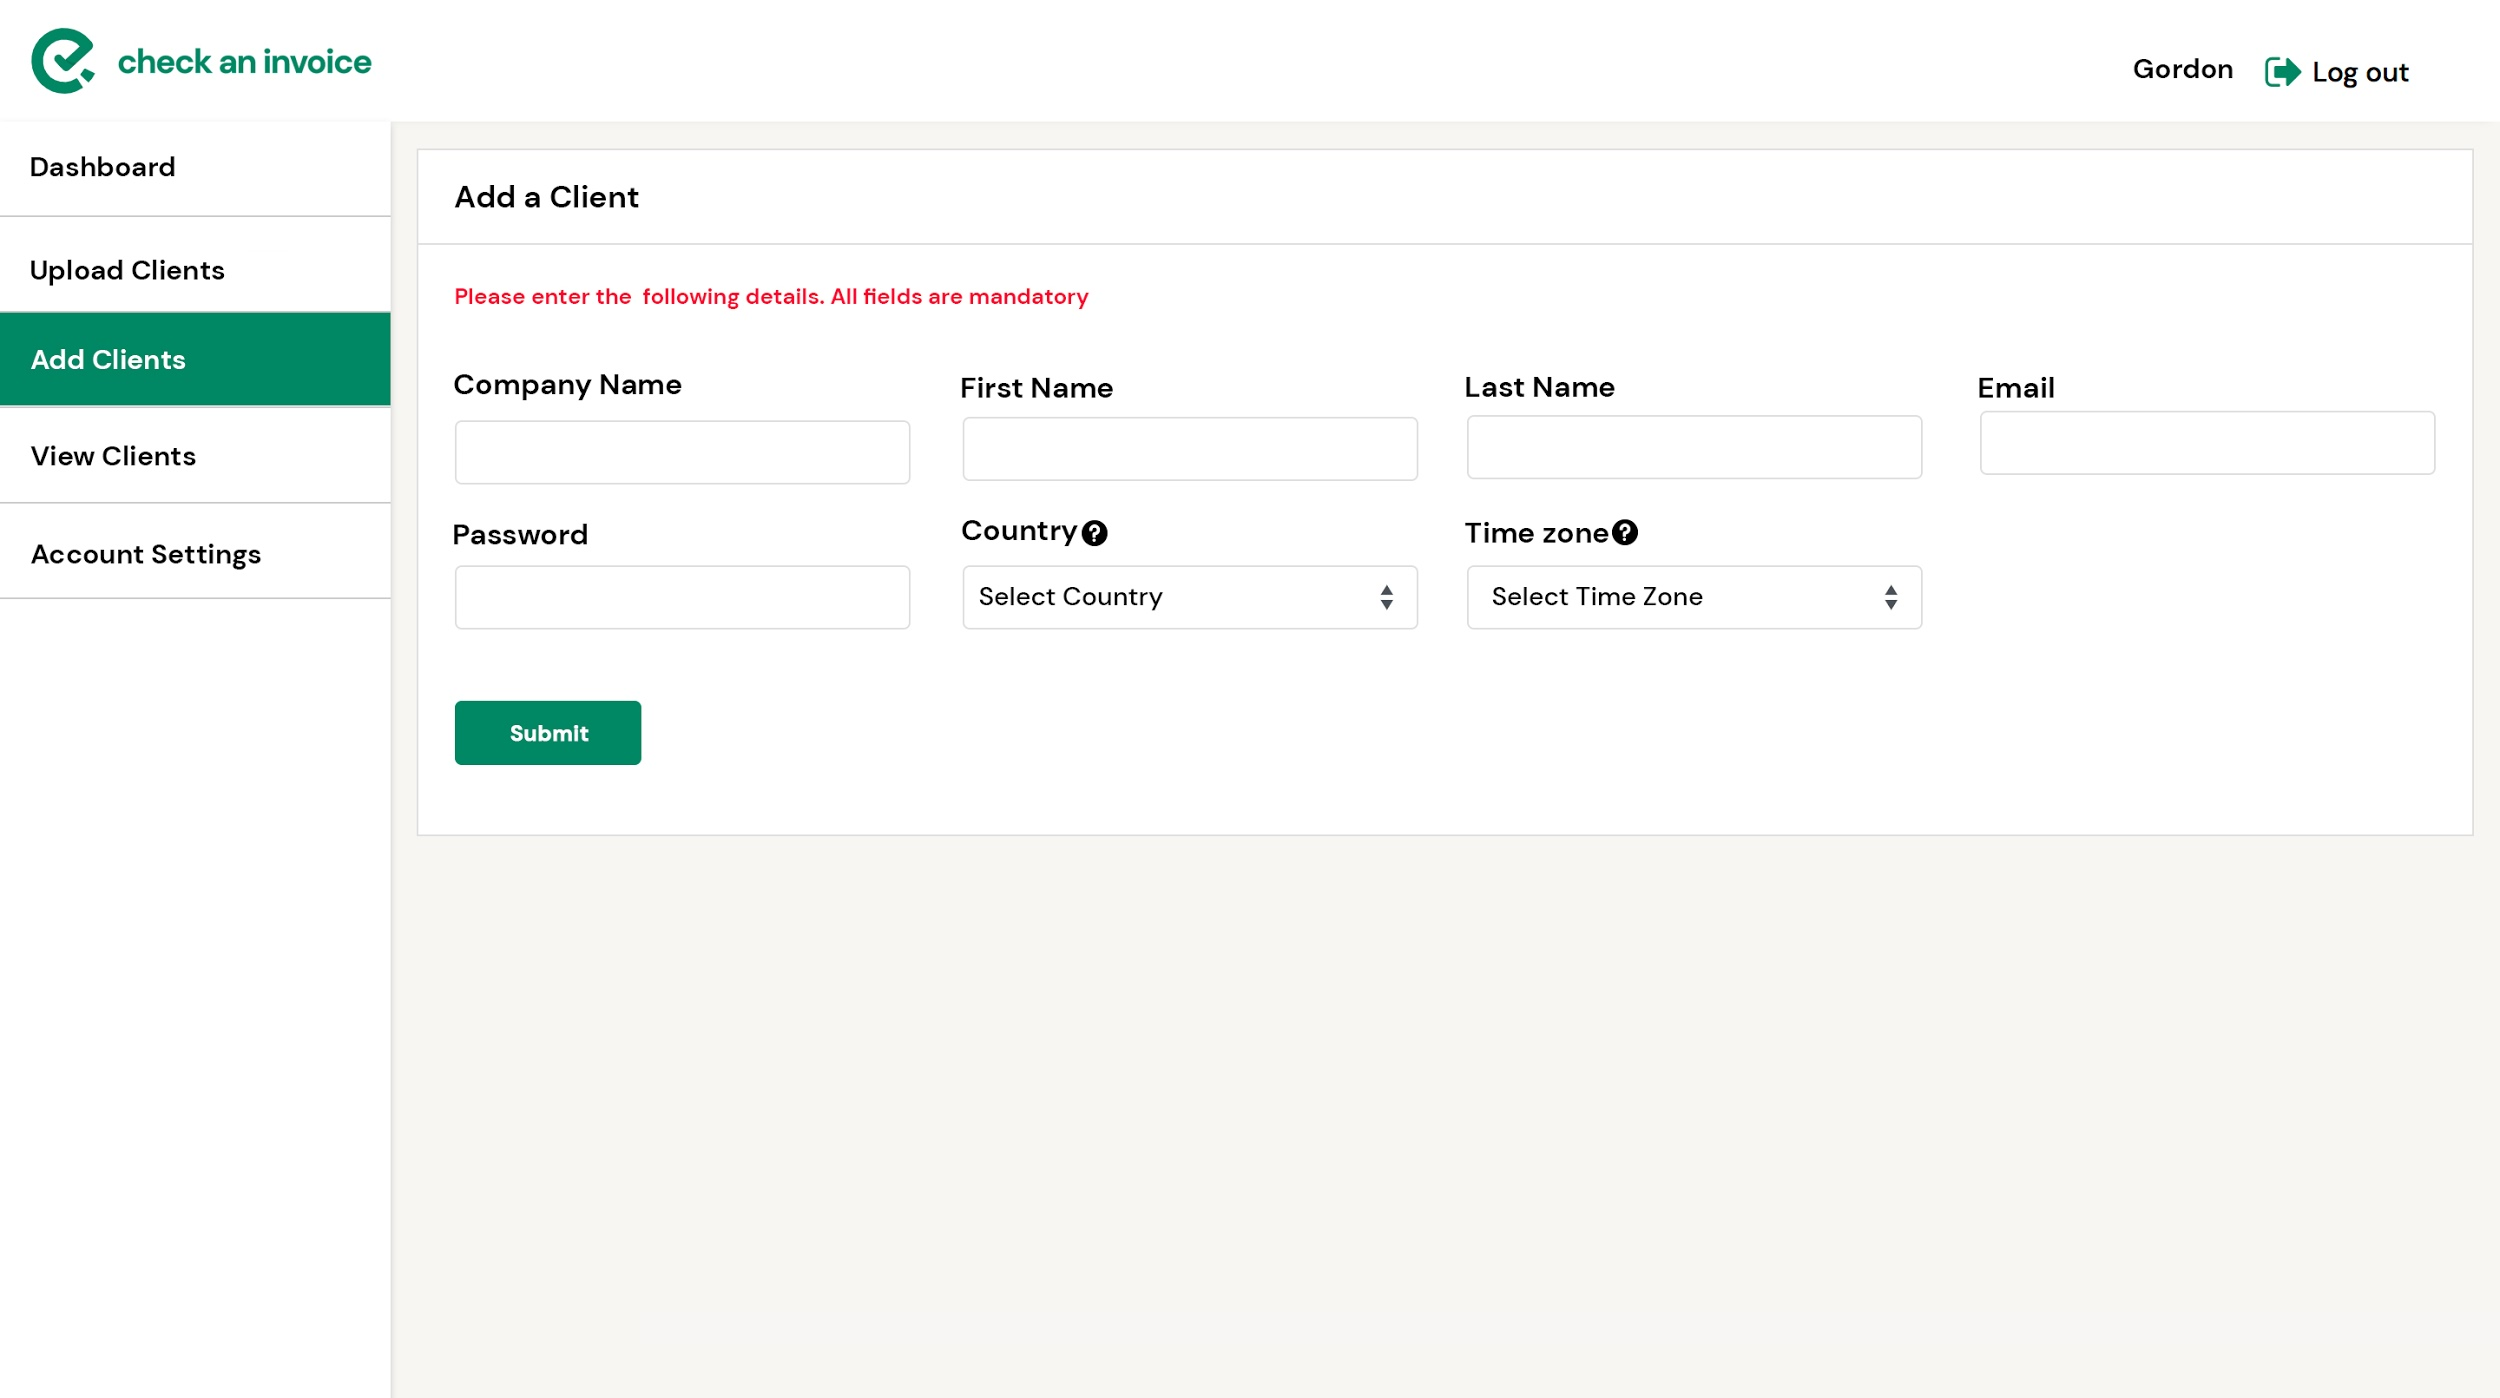 check an invoice
Gordon
Log out
Dashboard
Upload Clients
Add Clients
View Clients
Account Settings
Add a Client
Please enter the following details. All fields are mandatory
Company Name
First Name
Last Name
Email
Password
Country?
Time zone?
Select Country
Select Time Zone
Submit